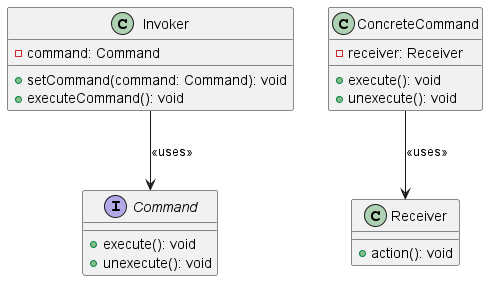 C Invoker
command: Command
setCommand(command: Command): void
executeCommand(): void
C ConcreteCommand
receiver: Receiver
execute(): void
unexecute(): void
«uses»
«uses»
I Command
execute(): void
unexecute(): void
C Receiver
action(): void